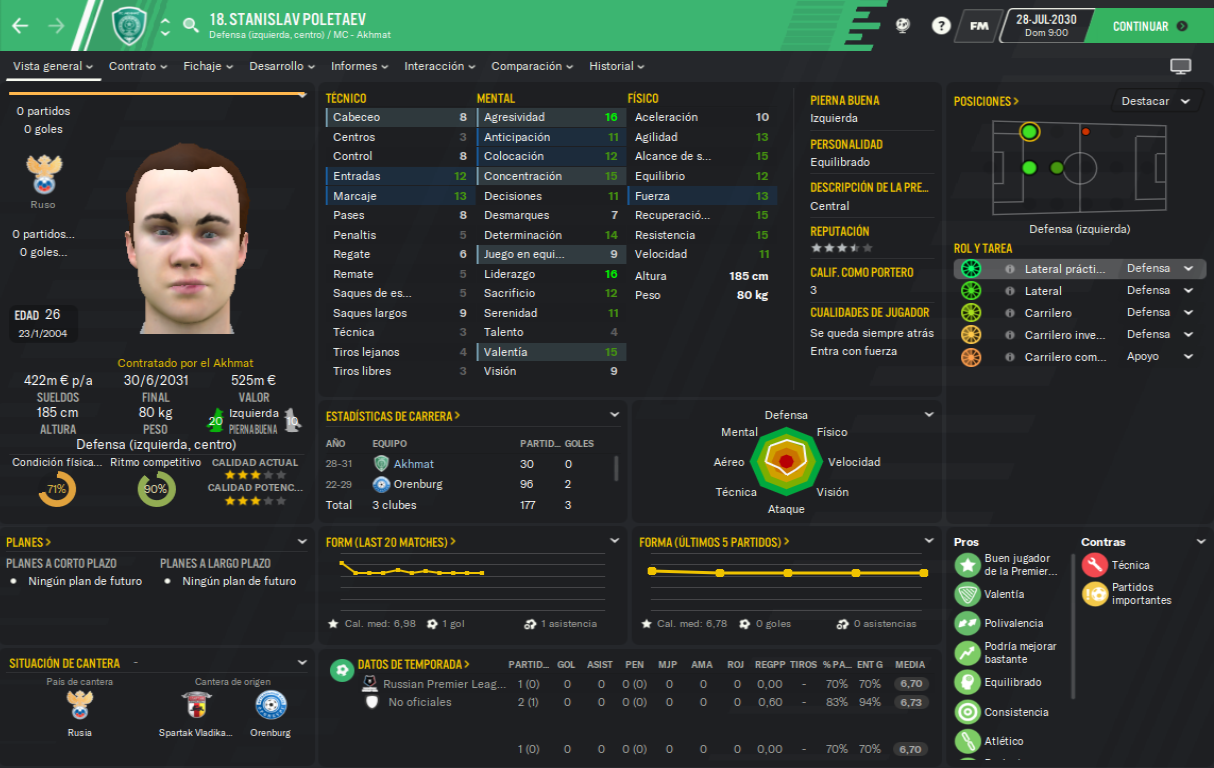 18. STANISLAV POLETAEV
Defensa (izquierda, centro) / MC - Akhmat
?
FM
28-JUL-2030
Dom 9:00
CONTINUAR
Vista general
Contrato
Fichaje
Desarrollo
Informes
Interacción
Comparación
Historial
0 partidos
0 goles
Ruso
0 partidos...
0 goles...
EDAD 26
23/1/2004
Contratado por el Akhmat
422m € p/a
SUELDOS
30/6/2031
FINAL
525m €
VALOR
185 cm
ALTURA
80 kg
PESO
20
Izquierda
PIERNA BUENA
10
Defensa (izquierda, centro)
Condición física...
71%
Ritmo competitivo
90%
CALIDAD ACTUAL
CALIDAD POTENC...
TÉCNICO
Cabeceo 8
Centros 3
Control 8
Entradas 12
Marcaje 13
Pases 8
Penaltis 5
Regate 6
Remate 5
Saques de es... 5
Saques largos 9
Técnica 3
Tiros lejanos 4
Tiros libres 3
MENTAL
Agresividad 16
Anticipación 11
Colocación 12
Concentración 15
Decisiones 11
Desmarques 7
Determinación 14
Juego en equi... 9
Liderazgo 16
Sacrificio 12
Serenidad 11
Talento 4
Valentía 15
Visión 9
FÍSICO
Aceleración 10
Agilidad 13
Alcance de s... 15
Equilibrio 12
Fuerza 13
Recuperació... 15
Resistencia 15
Velocidad 11
Altura 185 cm
Peso 80 kg
PIERNA BUENA
Izquierda
PERSONALIDAD
Equilibrado
DESCRIPCIÓN DE LA PRE...
Central
REPUTACIÓN
CALIF. COMO PORTERO
3
CUALIDADES DE JUGADOR
Se queda siempre atrás
Entra con fuerza
POSICIONES >
Destacar
Defensa (izquierda)
ROL Y TAREA
Lateral prácti... Defensa
Lateral Defensa
Carrilero Defensa
Carrilero inve... Defensa
Carrilero com... Apoyo
ESTADÍSTICAS DE CARRERA >
AÑO EQUIPO PARTID... GOLES
28-31 Akhmat 30 0
22-29 Orenburg 96 2
Total 3 clubes 177 3
Defensa
Físico
Velocidad
Visión
Ataque
Técnica
Aéreo
Mental
PLANES >
PLANES A CORTO PLAZO
Ningún plan de futuro
PLANES A LARGO PLAZO
Ningún plan de futuro
FORM (LAST 20 MATCHES) >
Cal. med: 6,98 1 gol 1 asistencia
FORMA (ÚLTIMOS 5 PARTIDOS) >
Cal. med: 6,78 0 goles 0 asistencias
Pros
Buen jugador
de la Premier...
Valentía
Polivalencia
Podría mejorar
bastante
Equilibrado
Consistencia
Atlético
Contras
Técnica
Partidos
importantes
SITUACIÓN DE CANTERA -
País de cantera
Rusia
Cantera de origen
Spartak Vladika...
Orenburg
DATOS DE TEMPORADA > PARTID... GOL ASIST PEN MJP AMA ROJ REGPP TIROS % PA... ENT G MEDIA
Russian Premier Leag... 1 (0) 0 0 0 (0) 0 0 0 0,00 - 70% 70% 6,70
No oficiales 2 (1) 0 0 0 (0) 0 0 0 0,60 - 83% 94% 6,73
1 (0) 0 0 0 (0) 0 0 0 0,00 - 70% 70% 6,70